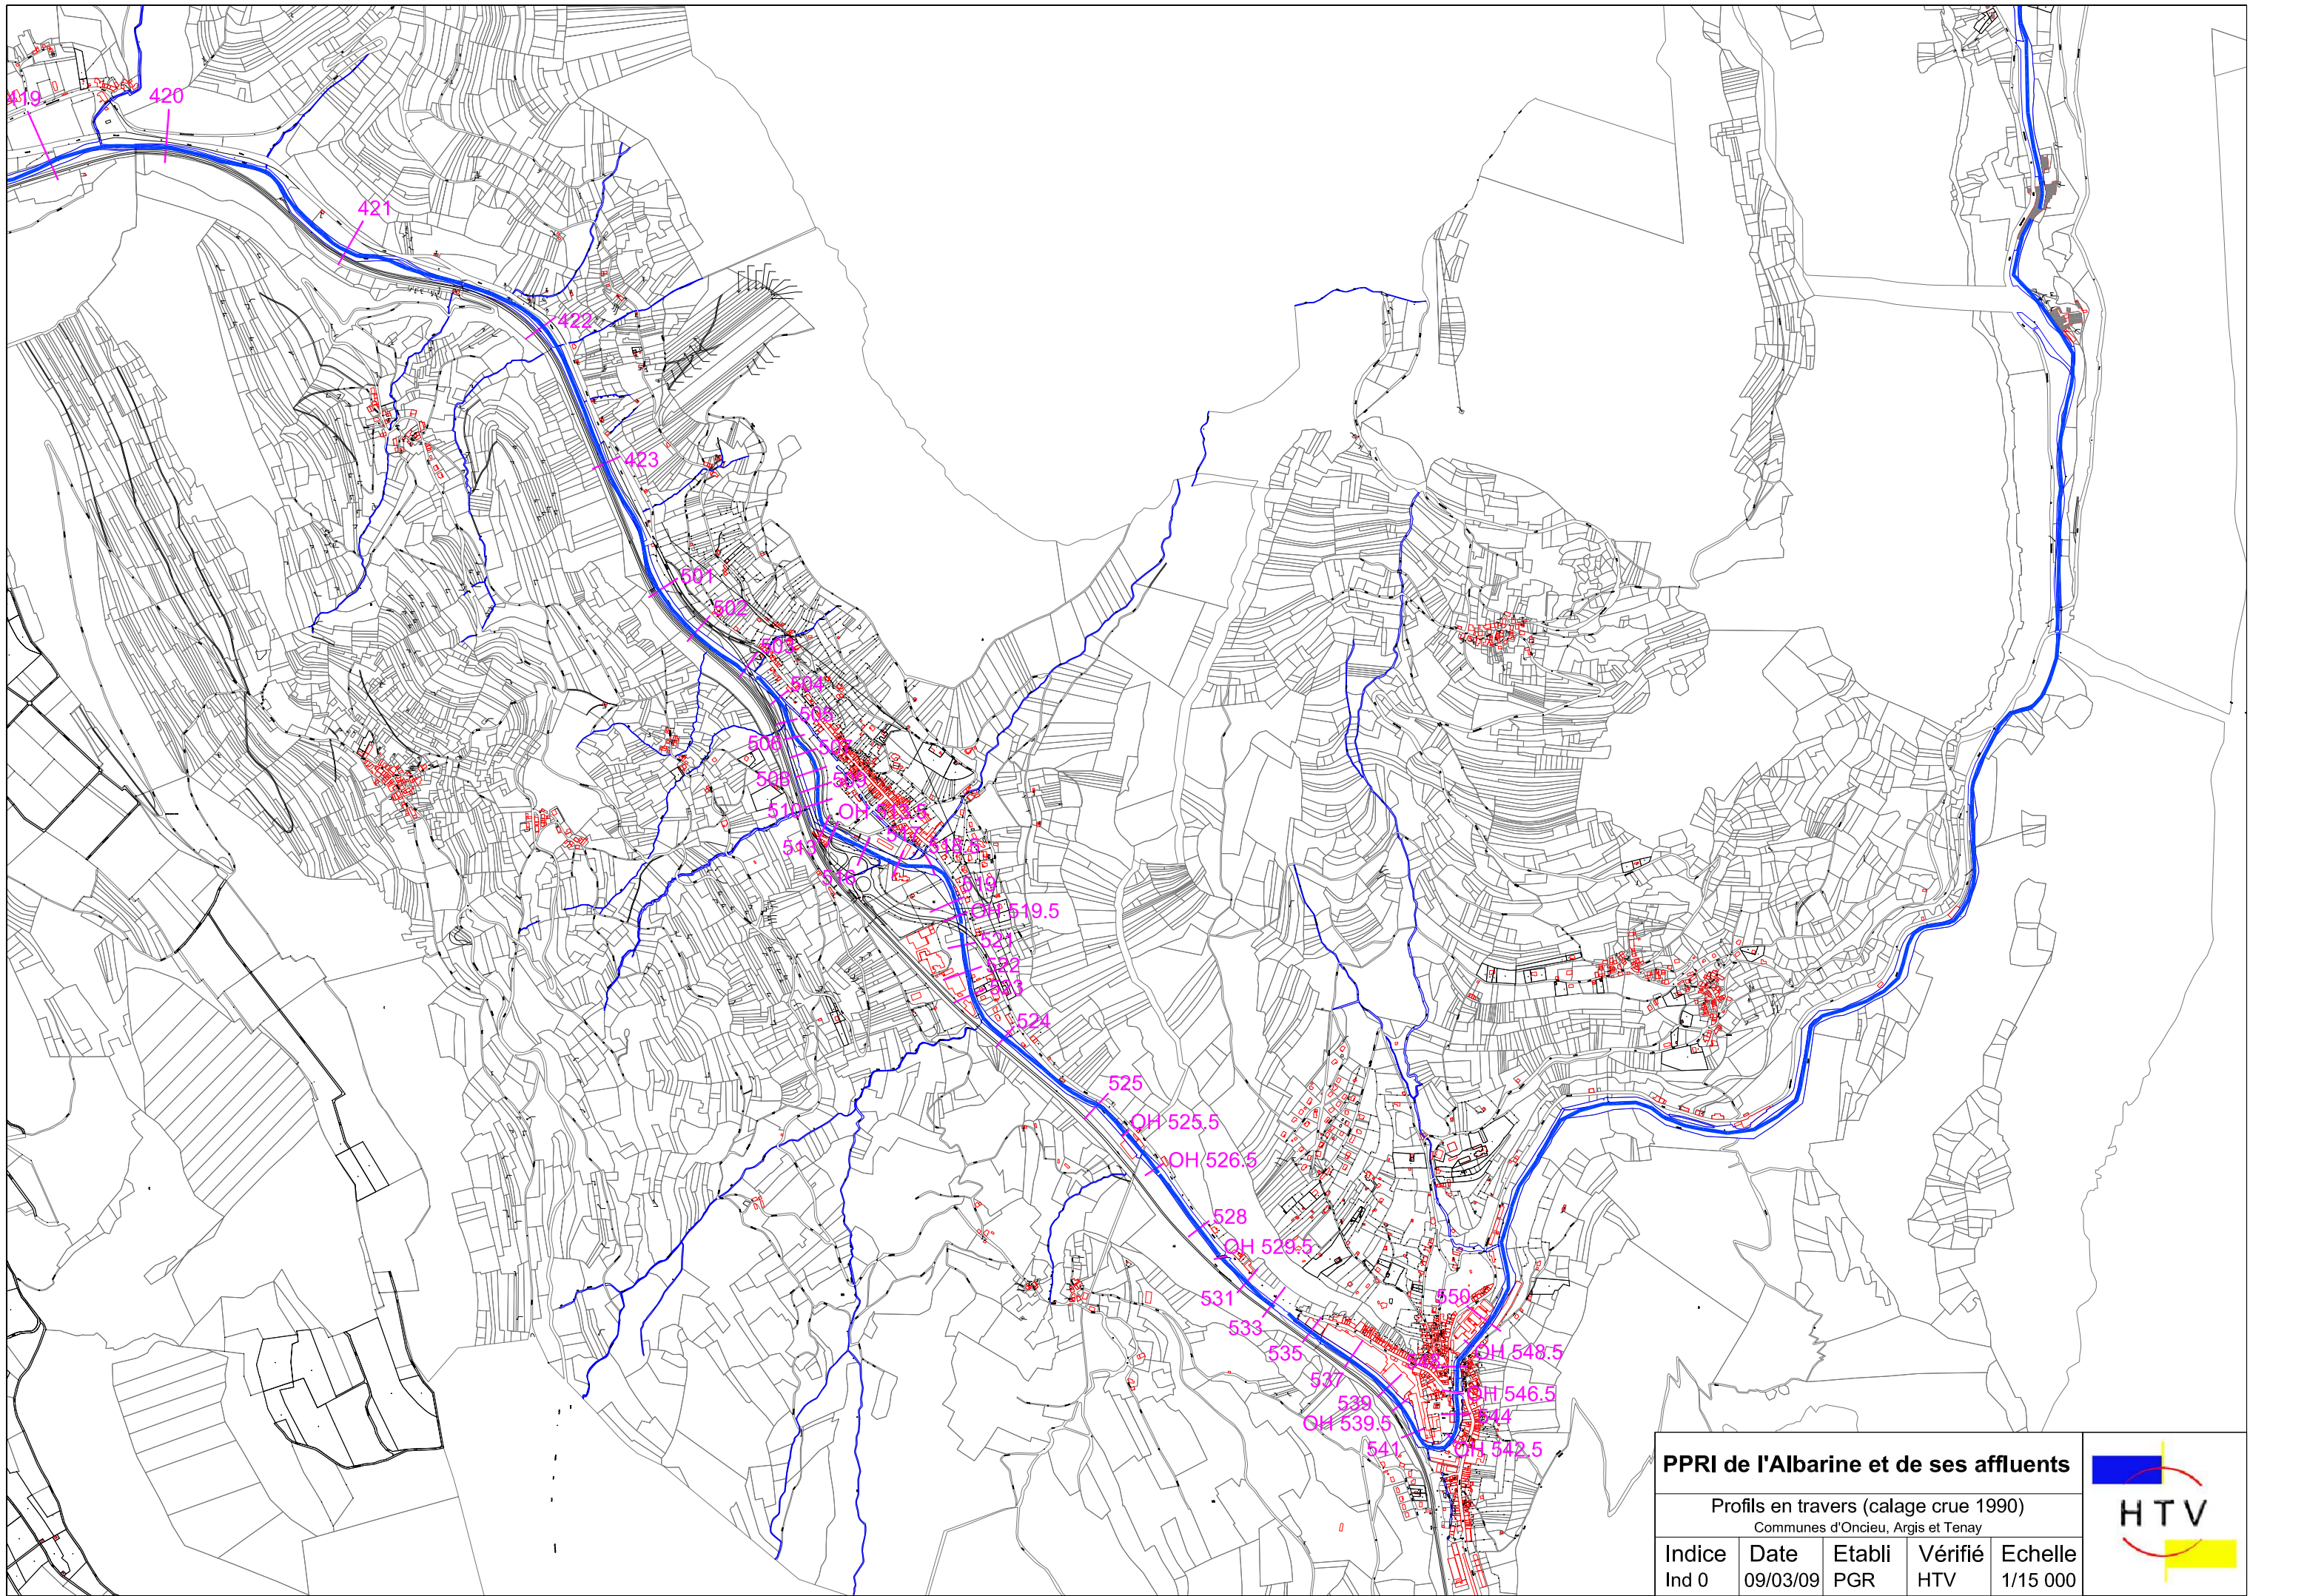 419
420
421
422
423
501
502
503
504
505
506
507
508
509
510
OH 513.5
513
517
518.5
516
519
OH 519.5
521
522
523
524
525
OH 525.5
OH 526.5
528
OH 529.5
531
533
535
537
539
OH 539.5
541
550
OH 548.5
OH 546.5
544
OH 542.5
PPRI de l'Albarine et de ses affluents
Profils en travers (calage crue 1990)
Communes d'Oncieu, Argis et Tenay
Indice Date Etabli Vérifié Echelle
Ind 0 09/03/09 PGR HTV 1/15 000
HTV